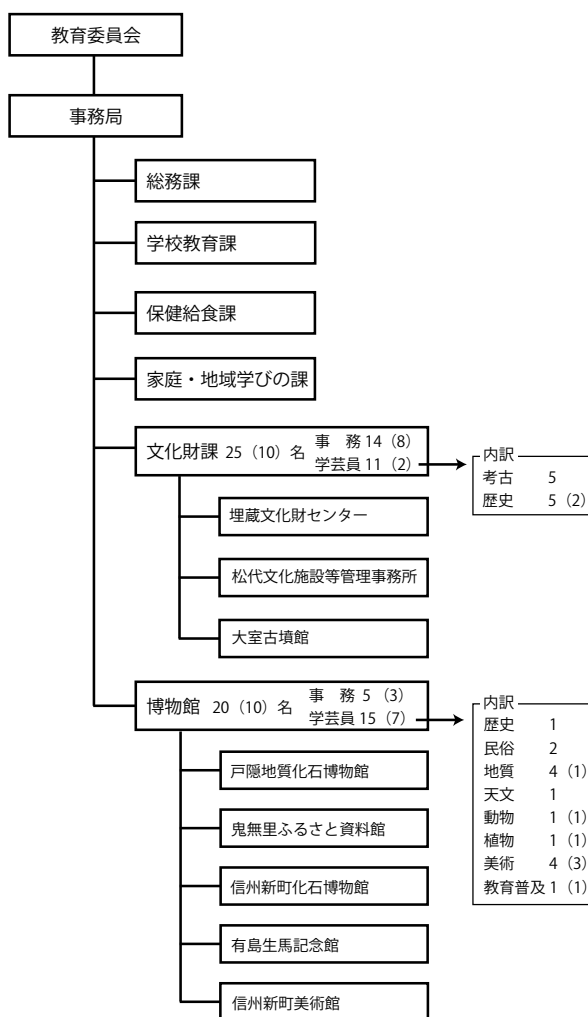 教育委員会
事務局
総務課
学校教育課
保健給食課
家庭・地域学びの課
文化財課 25（10）名
事　務 14（8）
学芸員 11（2）
内訳
考古 5
歴史 5（2）
埋蔵文化財センター
松代文化施設等管理事務所
大室古墳館
博物館 20（10）名
事　務 5（3）
学芸員 15（7）
内訳
歴史 1
民俗 2
地質 4（1）
天文 1
動物 1（1）
植物 1（1）
美術 4（3）
教育普及 1（1）
戸隠地質化石博物館
鬼無里ふるさと資料館
信州新町化石博物館
有島生馬記念館
信州新町美術館